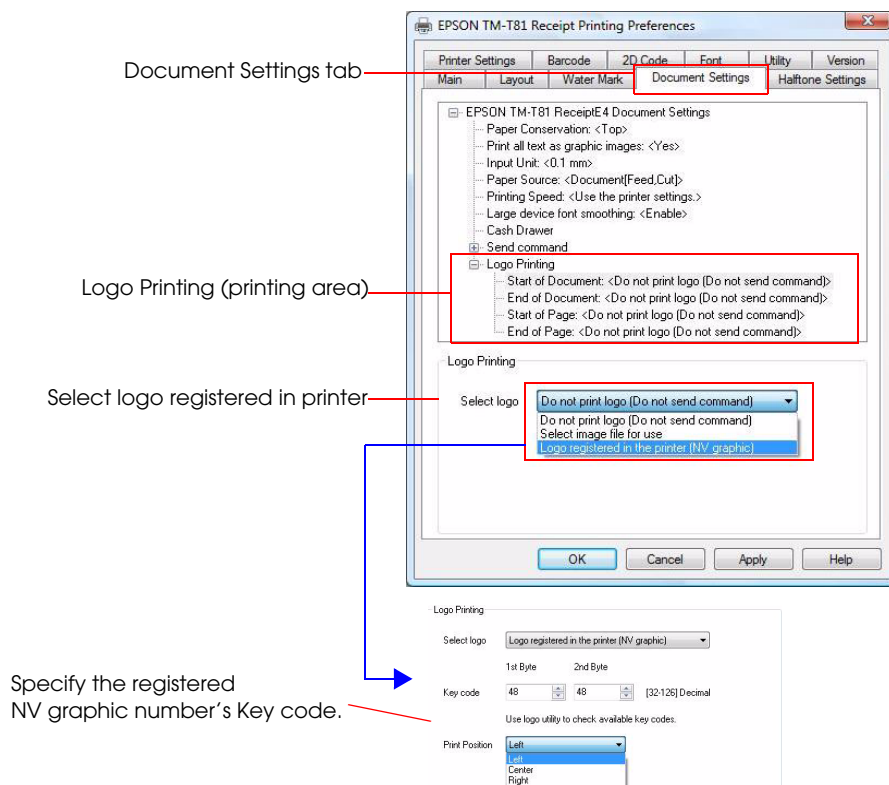 EPSON TM-T81 Receipt Printing Preferences
Printer Settings Barcode 2D Code Font Utility Version
Document Settings tab
Main Layout Water Mark Document Settings Halftone Settings
EPSON TM-T81 ReceiptE4 Document Settings
Paper Conservation: <Top>
Print all text as graphic images: <Yes>
Input Unit: <0.1 mm>
Paper Source: <Document[Feed,Cut]>
Printing Speed: <Use the printer settings.>
Large device font smoothing: <Enable>
Cash Drawer
Send command
Logo Printing
Logo Printing (printing area)
Start of Document: <Do not print logo (Do not send command)>
End of Document: <Do not print logo (Do not send command)>
Start of Page: <Do not print logo (Do not send command)>
End of Page: <Do not print logo (Do not send command)>
Logo Printing
Select logo registered in printer
Select logo Do not print logo (Do not send command)
Do not print logo (Do not send command)
Select image file for use
Logo registered in the printer (NV graphic)
OK Cancel Apply Help
Logo Printing
Select logo Logo registered in the printer (NV graphic)
1st Byte 2nd Byte
Specify the registered
NV graphic number's Key code.
Key code 48 48 [32-126] Decimal
Use logo utility to check available key codes.
Print Position Left
Left
Center
Right